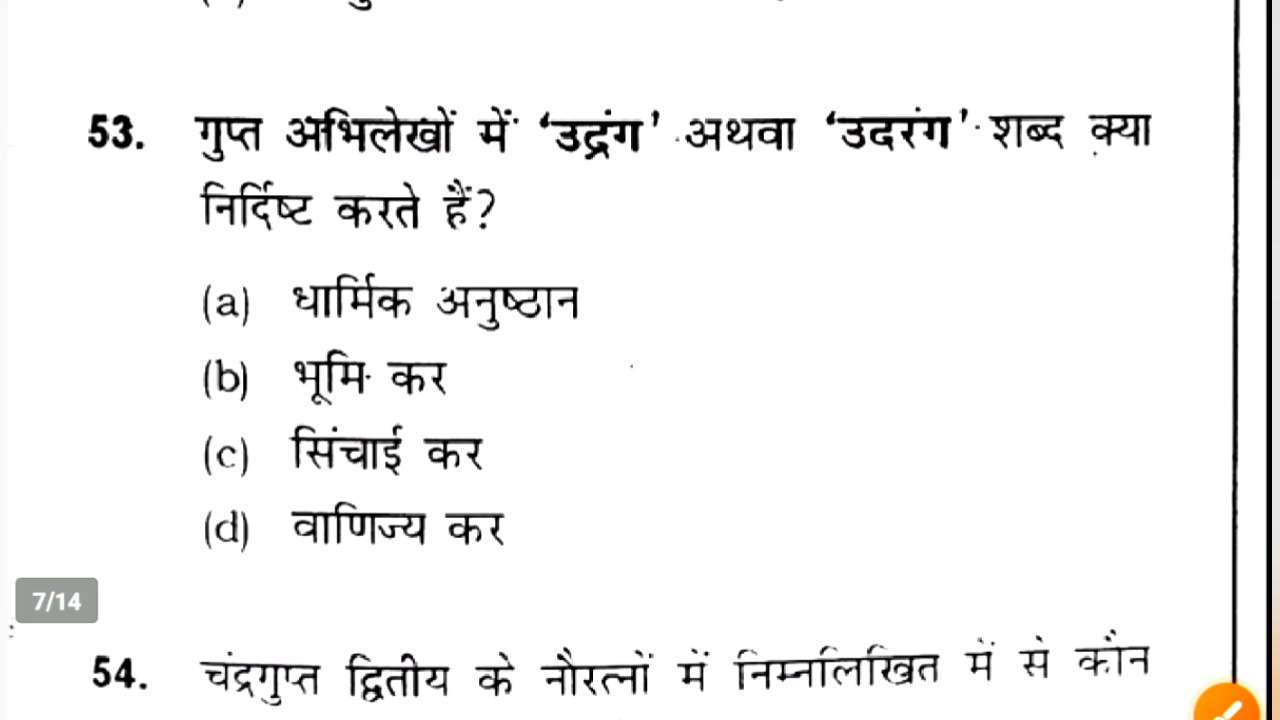 53. गुप्त अभिलेखों में 'उद्रंग' अथवा 'उदरंग' शब्द क्या
निर्दिष्ट करते हैं?
(a) धार्मिक अनुष्ठान
(b) भूमि कर
(c) सिंचाई कर
(d) वाणिज्य कर
7/14
54. चंद्रगुप्त द्वितीय के नौरत्नों में निम्नलिखित में से कौन